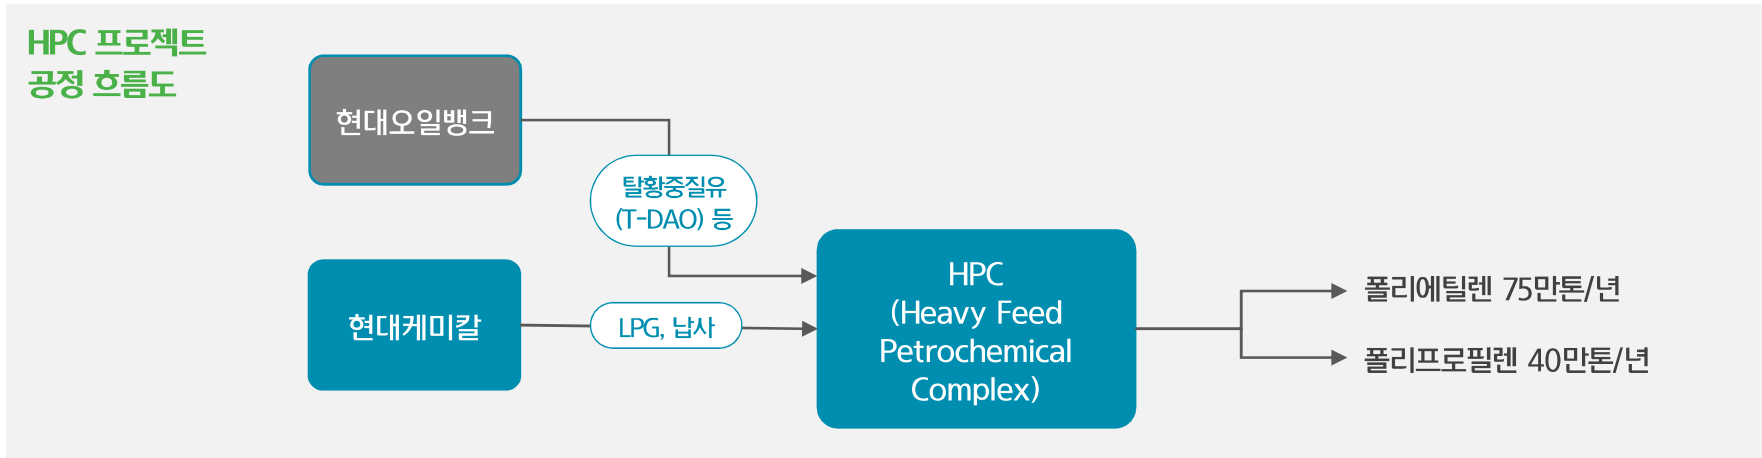 HPC 프로젝트
공정 흐름도
현대오일뱅크
탈황중질유
(T-DAO) 등
현대케미칼
LPG, 납사
HPC
(Heavy Feed
Petrochemical
Complex)
폴리에틸렌 75만톤/년
폴리프로필렌 40만톤/년